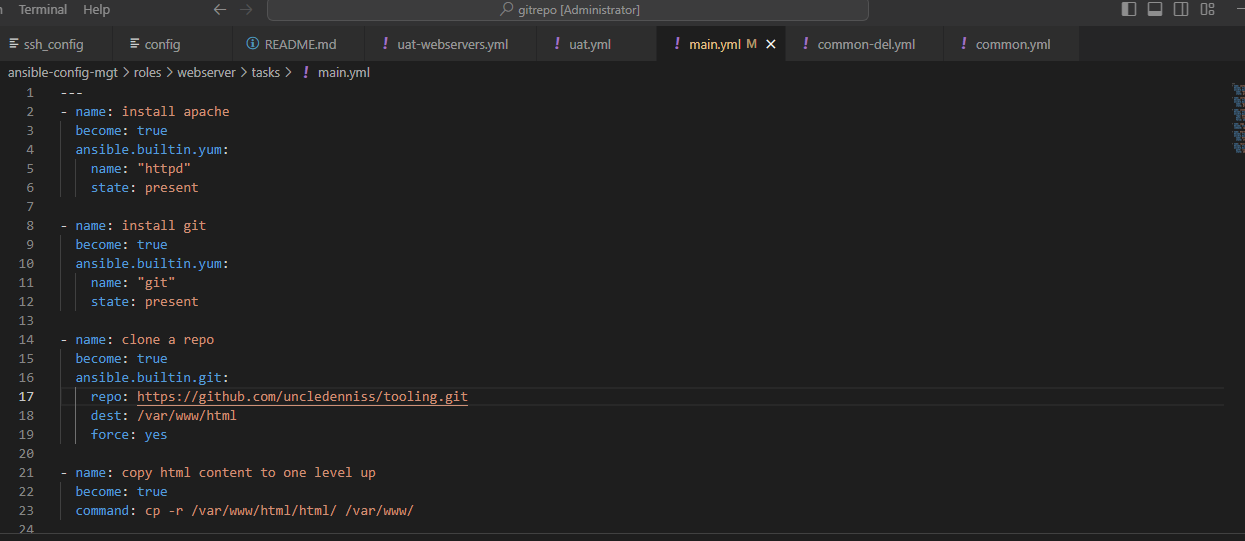 Terminal Help ← → gitrepo [Administrator]
ssh_config config README.md ! uat-webservers.yml ! uat.yml ! main.yml M × ! common-del.yml ! common.yml
ansible-config-mgt > roles > webserver > tasks > ! main.yml
1 ---
2 - name: install apache
3 become: true
4 ansible.builtin.yum:
5 name: "httpd"
6 state: present
7
8 - name: install git
9 become: true
10 ansible.builtin.yum:
11 name: "git"
12 state: present
13
14 - name: clone a repo
15 become: true
16 ansible.builtin.git:
17 repo: https://github.com/uncledenniss/tooling.git
18 dest: /var/www/html
19 force: yes
20
21 - name: copy html content to one level up
22 become: true
23 command: cp -r /var/www/html/html/ /var/www/
24